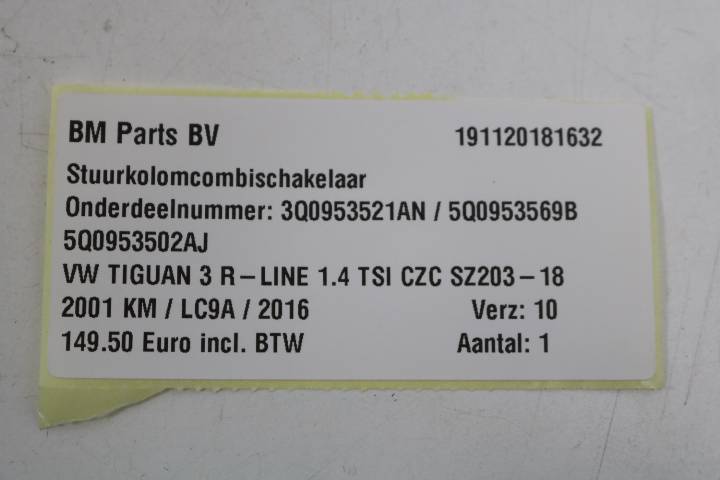 BM Parts BV 191120181632
Stuurkolomcombischakelaar
Onderdeelnummer: 3Q0953521AN / 5Q0953569B
5Q0953502AJ
VW TIGUAN 3 R-LINE 1.4 TSI CZC SZ203-18
2001 KM / LC9A / 2016 Verz: 10
149.50 Euro incl. BTW Aantal: 1